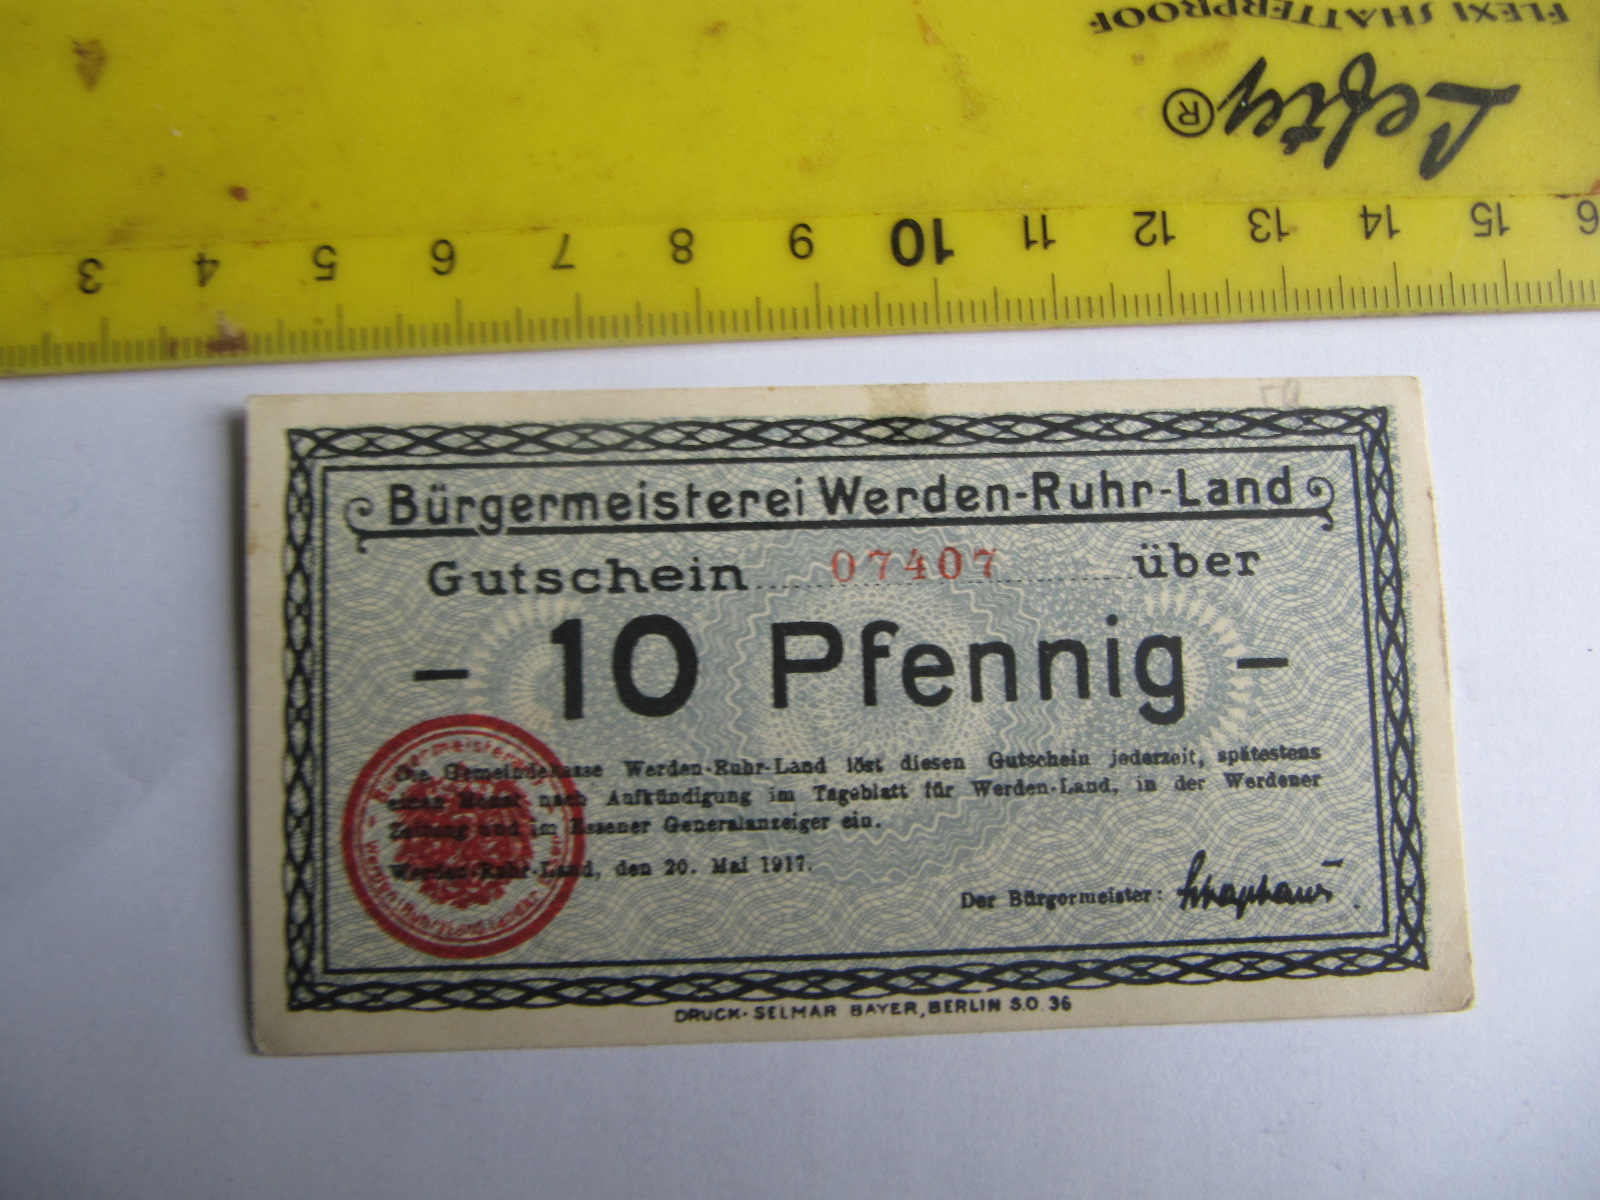 FLEXI SHATTERPROOF
Lefty®
3 4 5 6 7 8 9 10 11 12 13 14 15 6
Bürgermeisterei Werden-Ruhr-Land
Gutschein 07407 über
- 10 Pfennig -
Die Gemeindekasse Werden-Ruhr-Land löst diesen Gutschein jederzeit, spätestens
einen Monat nach Aufkündigung im Tageblatt für Werden-Land, in der Werdener
Zeitung und im Essener Generalanzeiger ein.
Werden-Ruhr-Land, den 20. Mai 1917.
Der Bürgermeister:
DRUCK·SELMAR BAYER, BERLIN S.O. 36